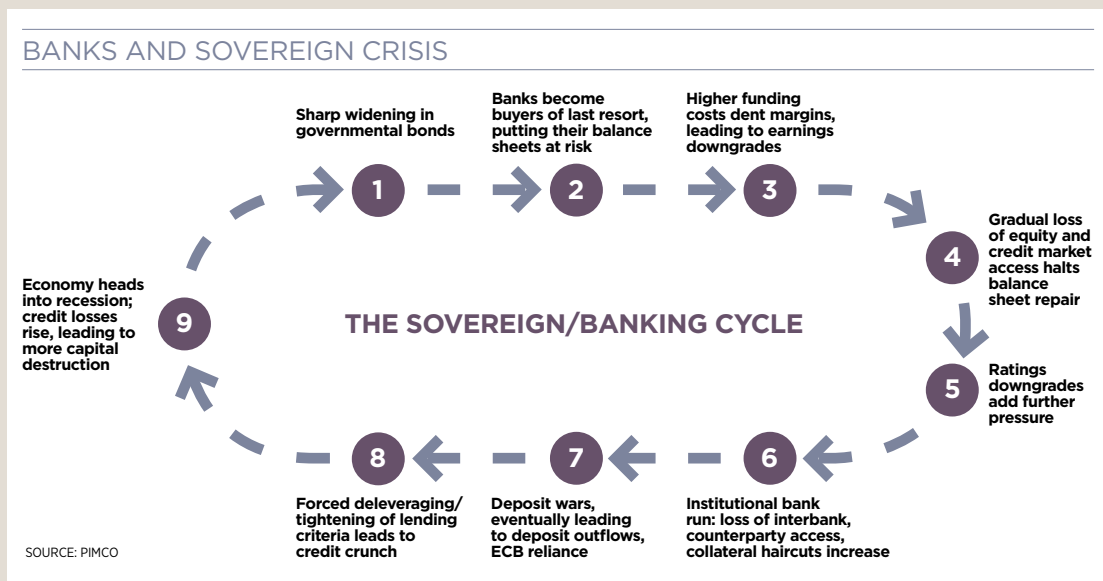 BANKS AND SOVEREIGN CRISIS
Sharp widening in
governmental bonds
1
Banks become
buyers of last resort,
putting their balance
sheets at risk
2
Higher funding
costs dent margins,
leading to earnings
downgrades
3
Gradual loss
of equity and
credit market
access halts
balance
sheet repair
4
Ratings
downgrades
add further
pressure
5
6
Institutional bank
run: loss of interbank,
counterparty access,
collateral haircuts increase
7
Deposit wars,
eventually leading
to deposit outflows,
ECB reliance
8
Forced deleveraging/
tightening of lending
criteria leads to
credit crunch
Economy heads
into recession;
credit losses
rise, leading to
more capital
destruction
9
THE SOVEREIGN/BANKING CYCLE
SOURCE: PIMCO